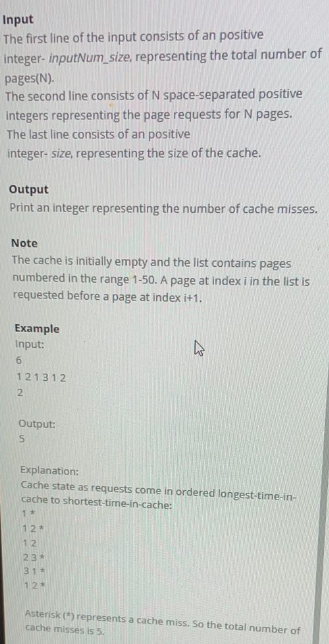 Input
The first line of the input consists of an positive
integer- inputNum_size, representing the total number of
pages(N).
The second line consists of N space-separated positive
integers representing the page requests for N pages.
The last line consists of an positive
integer- size, representing the size of the cache.
Output
Print an integer representing the number of cache misses.
Note
The cache is initially empty and the list contains pages
numbered in the range 1-50. A page at index i in the list is
requested before a page at index i+1.
Example
Input:
6
1 2 1 3 1 2
2
Output:
5
Explanation:
Cache state as requests come in ordered longest-time-in-
cache to shortest-time-in-cache:
1 *
1 2 *
1 2
2 3 *
3 1 *
1 2 *
Asterisk (*) represents a cache miss. So the total number of
cache misses is 5.